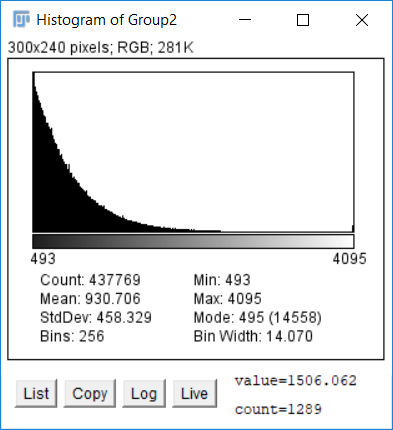 Histogram of Group2
300x240 pixels; RGB; 281K
493 4095
Count: 437769 Min: 493
Mean: 930.706 Max: 4095
StdDev: 458.329 Mode: 495 (14558)
Bins: 256 Bin Width: 14.070
List Copy Log Live value=1506.062
count=1289